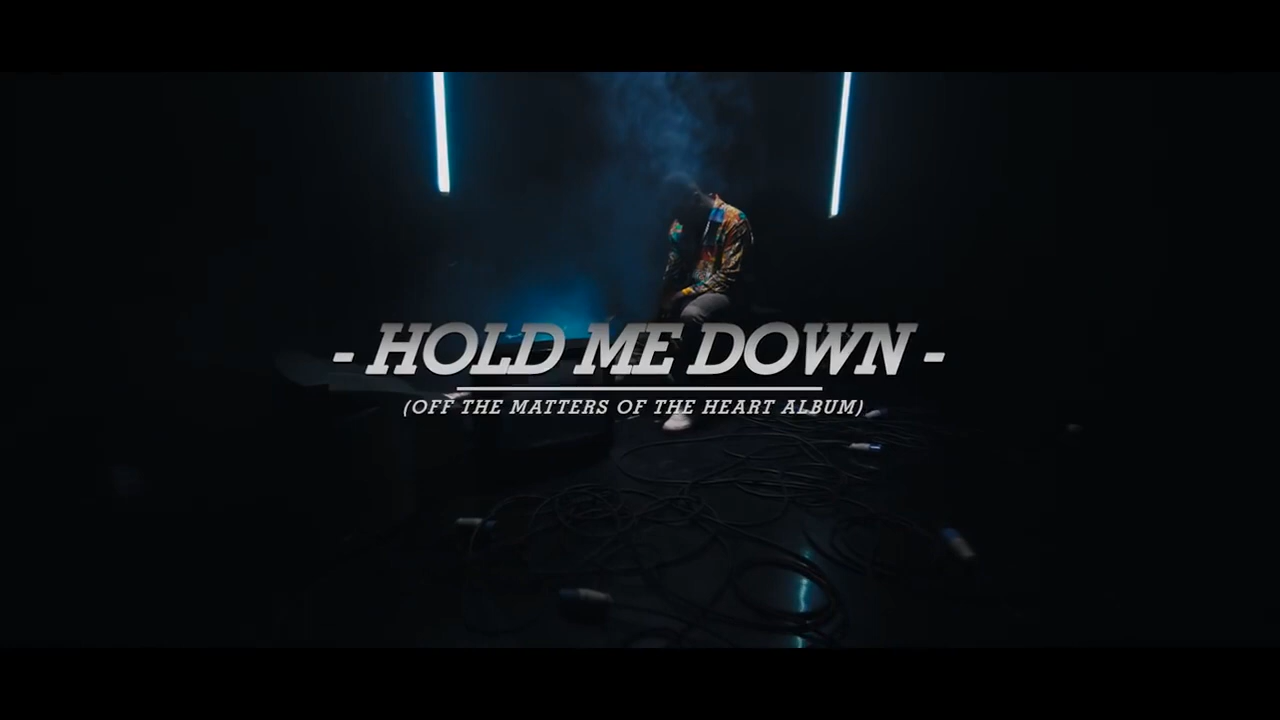 - HOLD ME DOWN -
(OFF THE MATTERS OF THE HEART ALBUM)